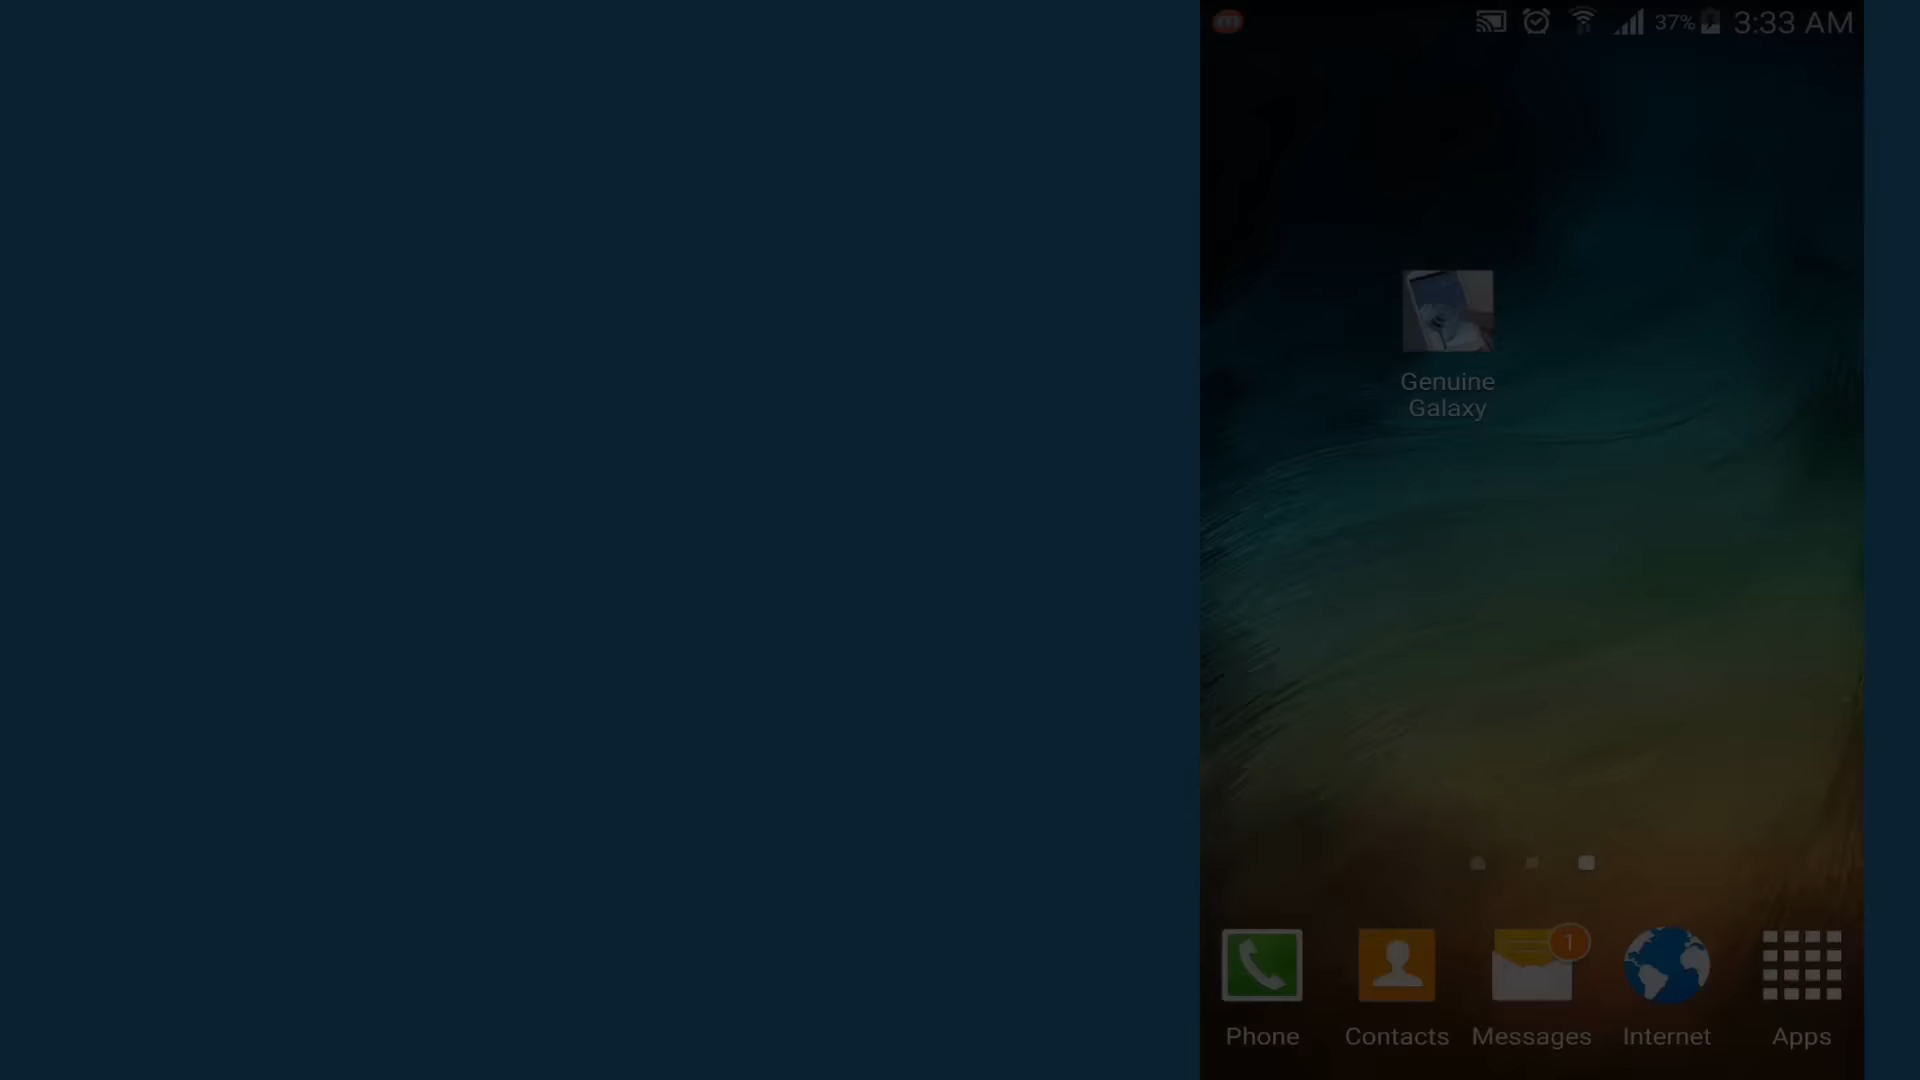 37% 3:33 AM
Genuine
Galaxy
1
Phone Contacts Messages Internet Apps